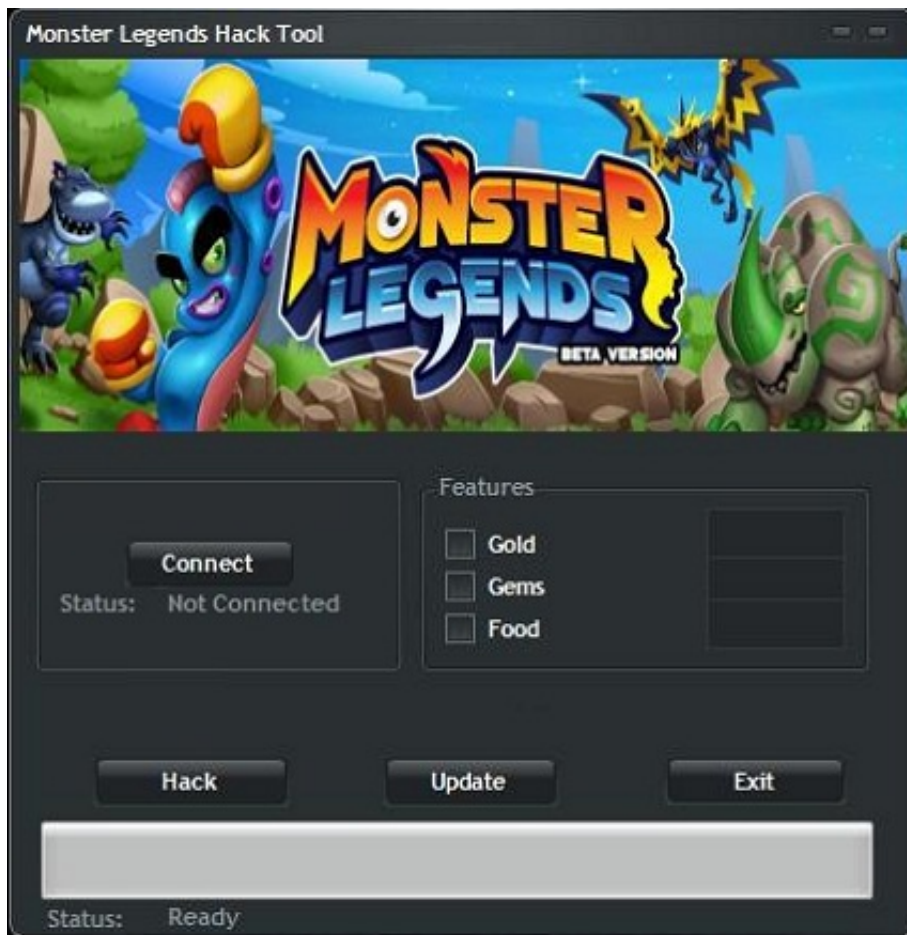 Monster Legends Hack Tool
MONSTER
LEGENDS
BETA VERSION
Connect
Status: Not Connected
Features
Gold
Gems
Food
Hack Update Exit
Status: Ready